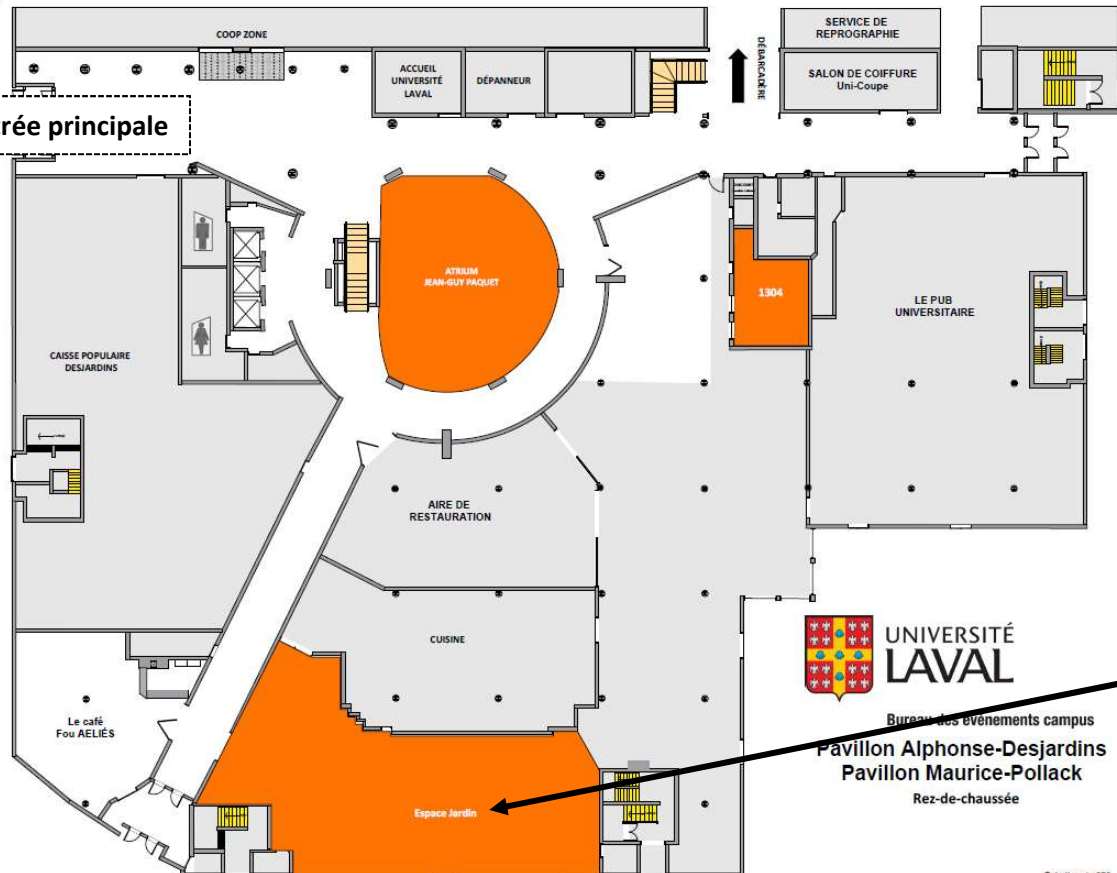 COOP ZONE
SERVICE DE
REPROGRAPHIE
ACCUEIL
UNIVERSITÉ
LAVAL
DÉPANNEUR
DÉBARCADÈRE
SALON DE COIFFURE
Uni-Coupe
trée principale
ATRIUM
JEAN-GUY PAQUET
1304
LE PUB
UNIVERSITAIRE
CAISSE POPULAIRE
DESJARDINS
AIRE DE
RESTAURATION
CUISINE
Le café
Fou AELIÉS
Espace Jardin
UNIVERSITÉ
LAVAL
Bureau des événements campus
Pavillon Alphonse-Desjardins
Pavillon Maurice-Pollack
Rez-de-chaussée